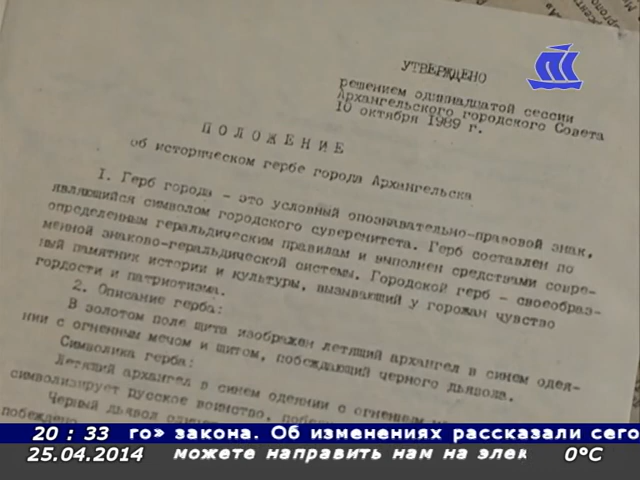 УТВЕРЖДЕНО
решением одиннадцатой сессии
Архангельского городского Совета
10 октября 1989 г.
ПОЛОЖЕНИЕ
об историческом гербе города Архангельска
1. Герб города - это условный опознавательно-правовой знак,
являющийся символом городского суверенитета. Герб составлен по
определенным геральдическим правилам и выполнен средствами совре-
менной знаково-геральдической системы. Городской герб - своеобраз-
ный памятник истории и культуры, вызывающий у горожан чувство
гордости и патриотизма.
2. Описание герба:
В золотом поле щита изображен летящий архангел в синем одея-
нии с огненным мечом и щитом, побеждающий черного дьявола.
Символика герба:
Летящий архангел в синем одеянии с огненным
символизирует русское воинство,
Черный дьявол
побеждено
20 : 33 го» закона. Об изменениях рассказали сего
25.04.2014 можете направить нам на элек 0°C